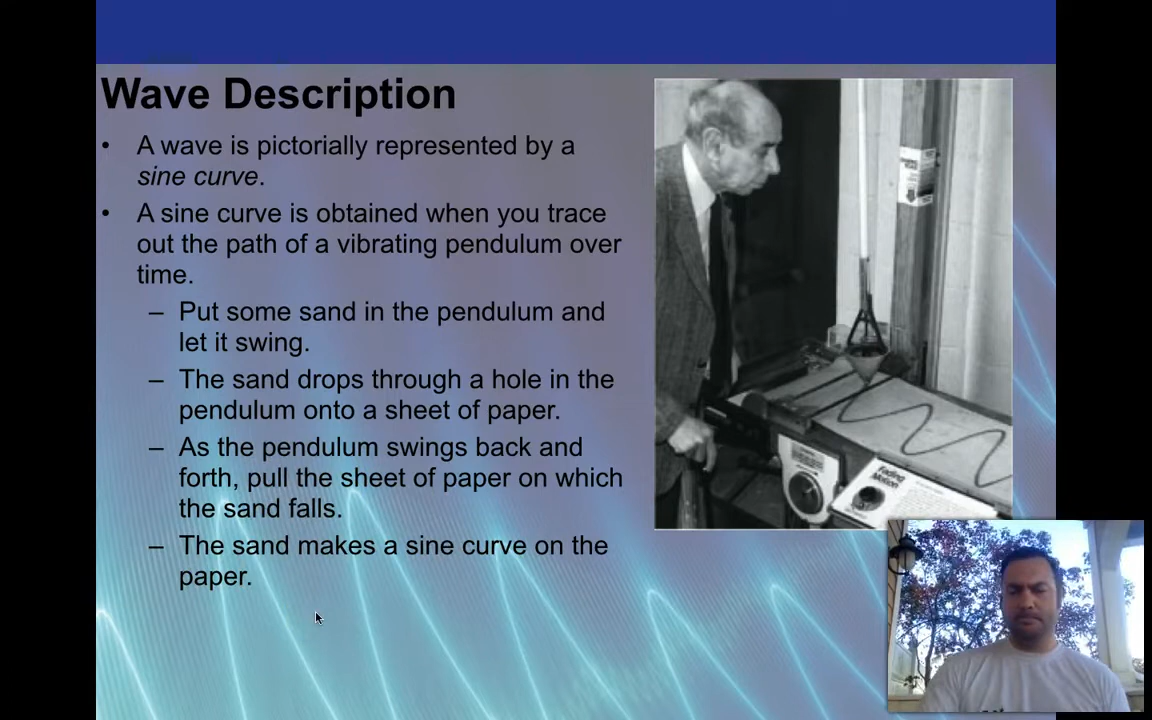 Wave Description
• A wave is pictorially represented by a
sine curve.
• A sine curve is obtained when you trace
out the path of a vibrating pendulum over
time.
– Put some sand in the pendulum and
let it swing.
– The sand drops through a hole in the
pendulum onto a sheet of paper.
– As the pendulum swings back and
forth, pull the sheet of paper on which
the sand falls.
– The sand makes a sine curve on the
paper.
Fading
Motion